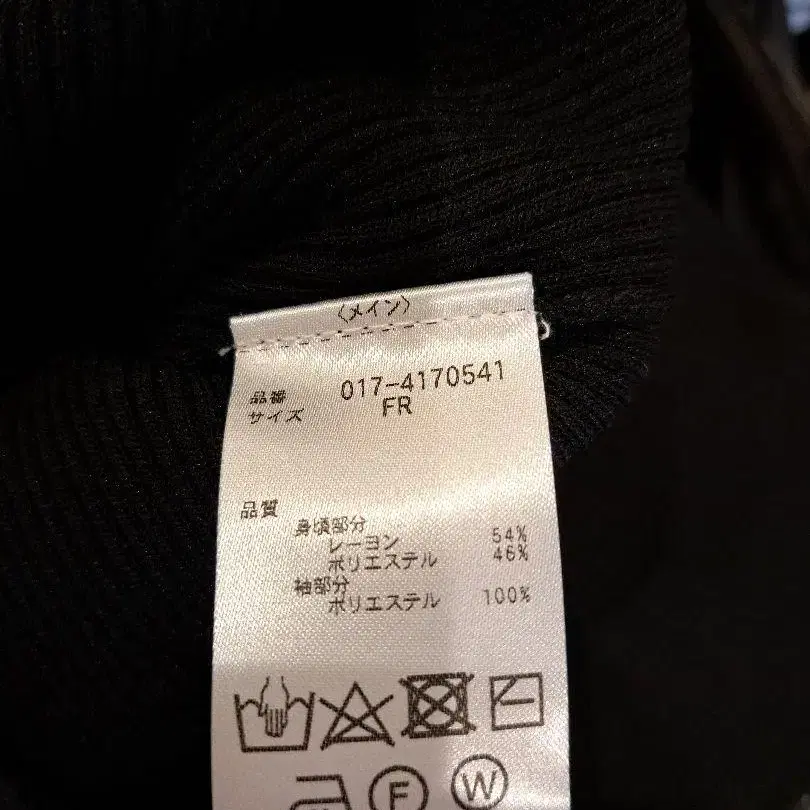 〈メイン〉
品番 017-4170541
サイズ FR
品質
身頃部分
レーヨン 54%
ポリエステル 46%
袖部分
ポリエステル 100%
F W